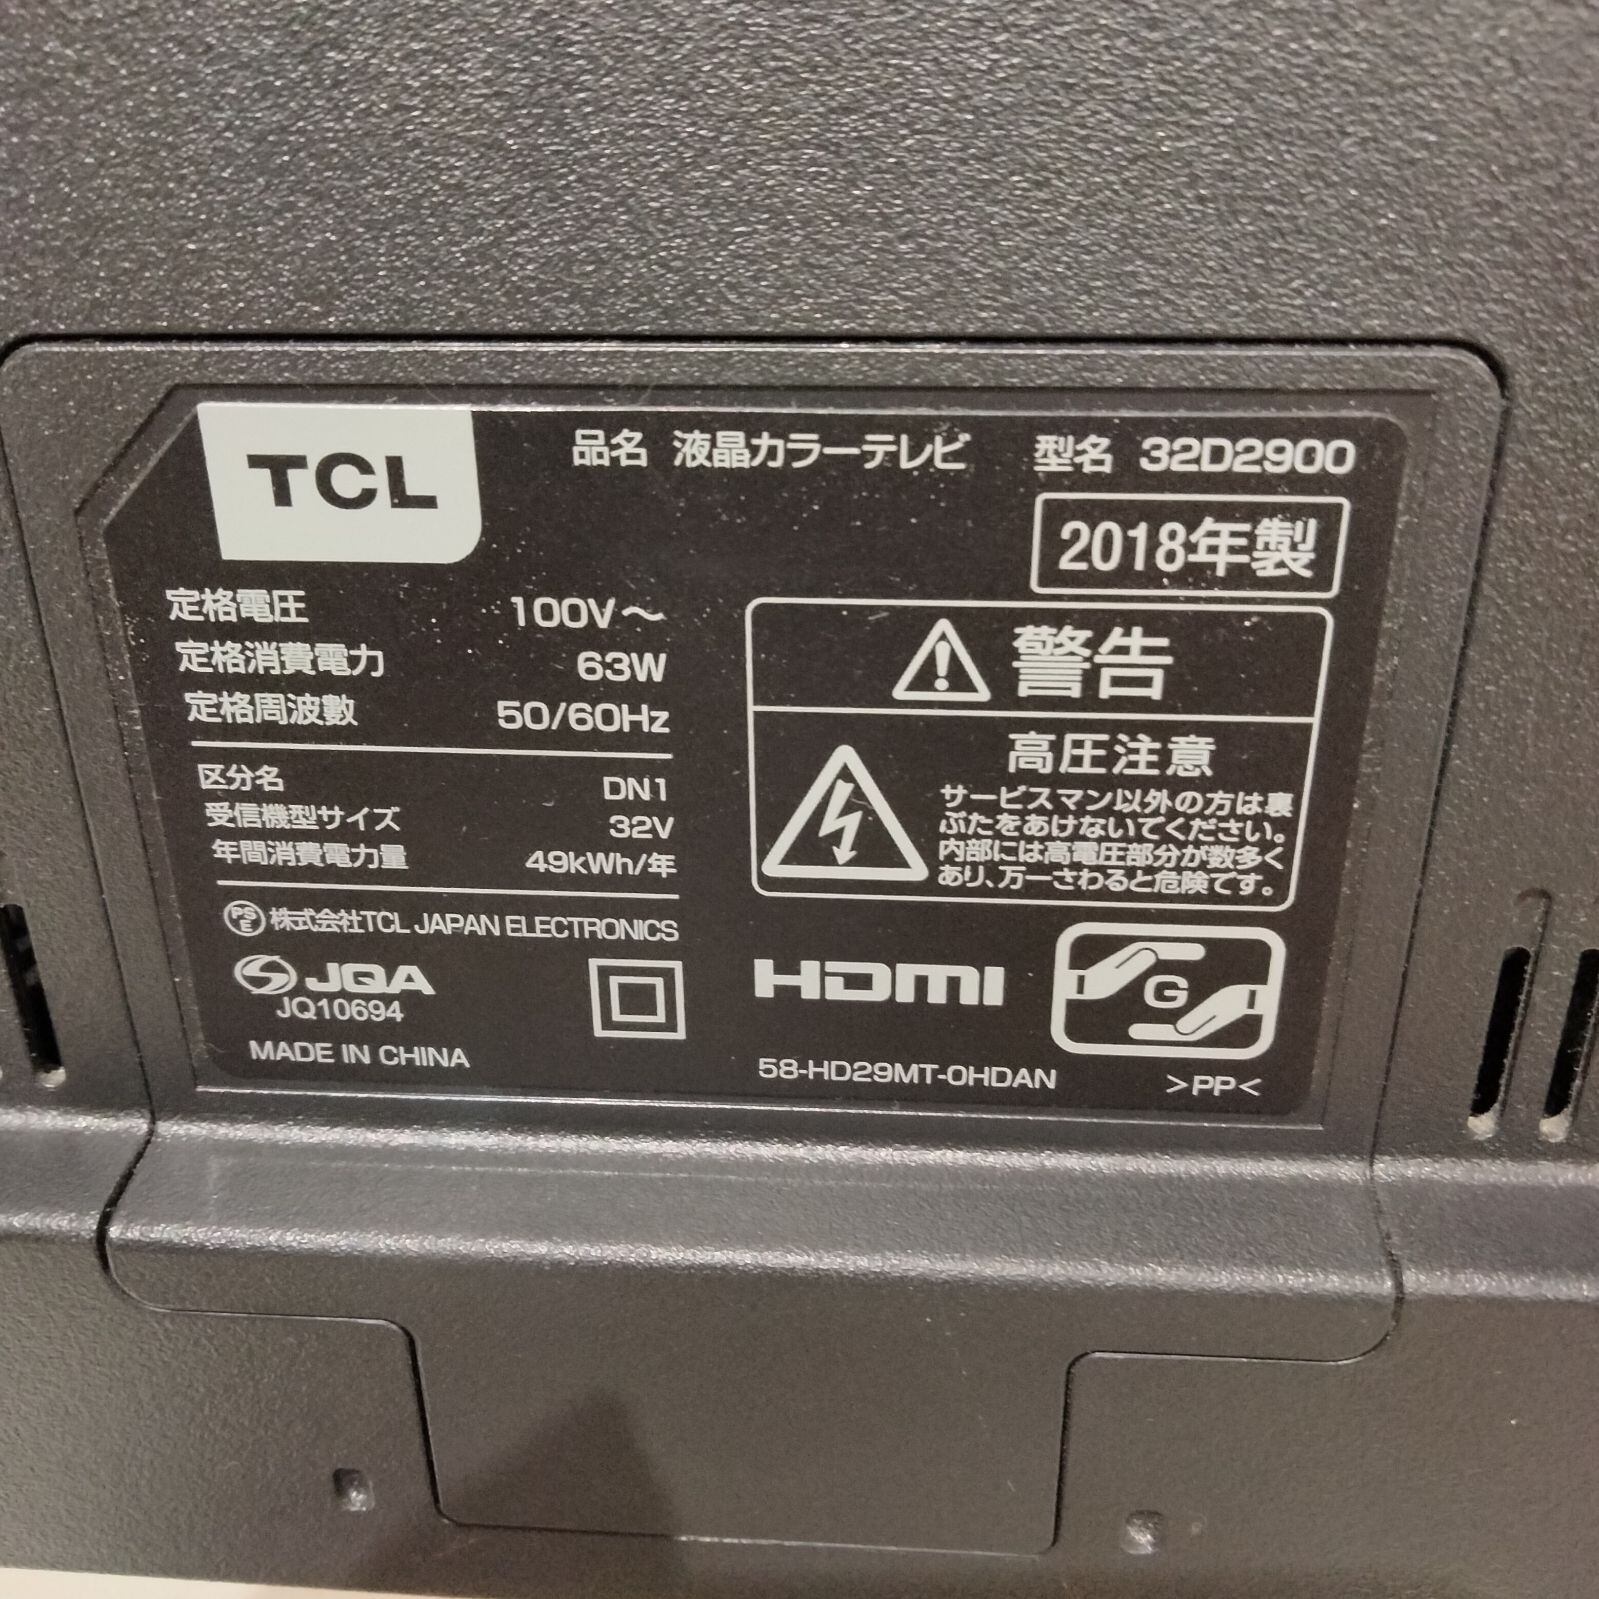 TCL
品名 液晶カラーテレビ 型名 32D2900
2018年製
定格電圧 100V～
定格消費電力 63W
定格周波數 50/60Hz
区分名 DN1
受信機型サイズ 32V
年間消費電力量 49kWh/年
PSE 株式会社TCL JAPAN ELECTRONICS
JQA
JQ10694
MADE IN CHINA
警告
高圧注意
サービスマン以外の方は裏
ぶたをあけないでください。
内部には高電圧部分が数多く
あり、万一さわると危険です。
HDMI
G
58-HD29MT-0HDAN
>PP<